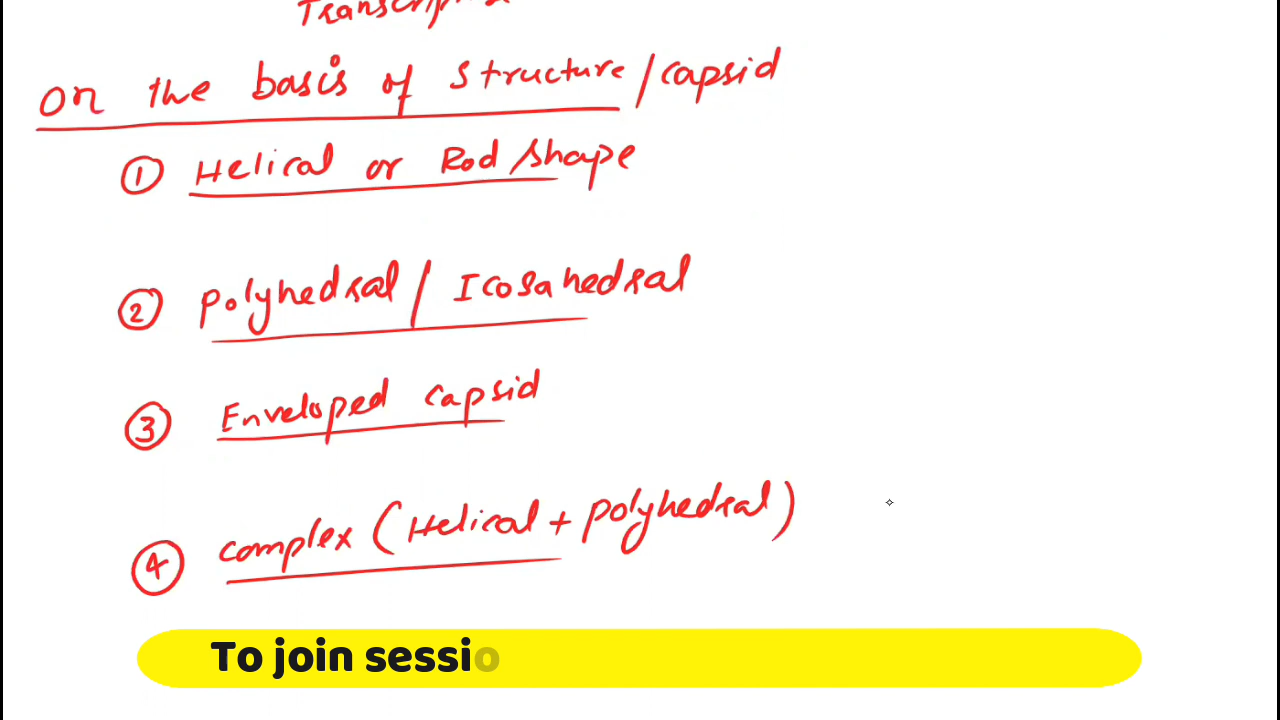 on the basis of structure/capsid
① Helical or Rod shape
② polyhedral / Icosahedral
③ Enveloped capsid
④ complex (Helical + polyhedral)
To join sessio